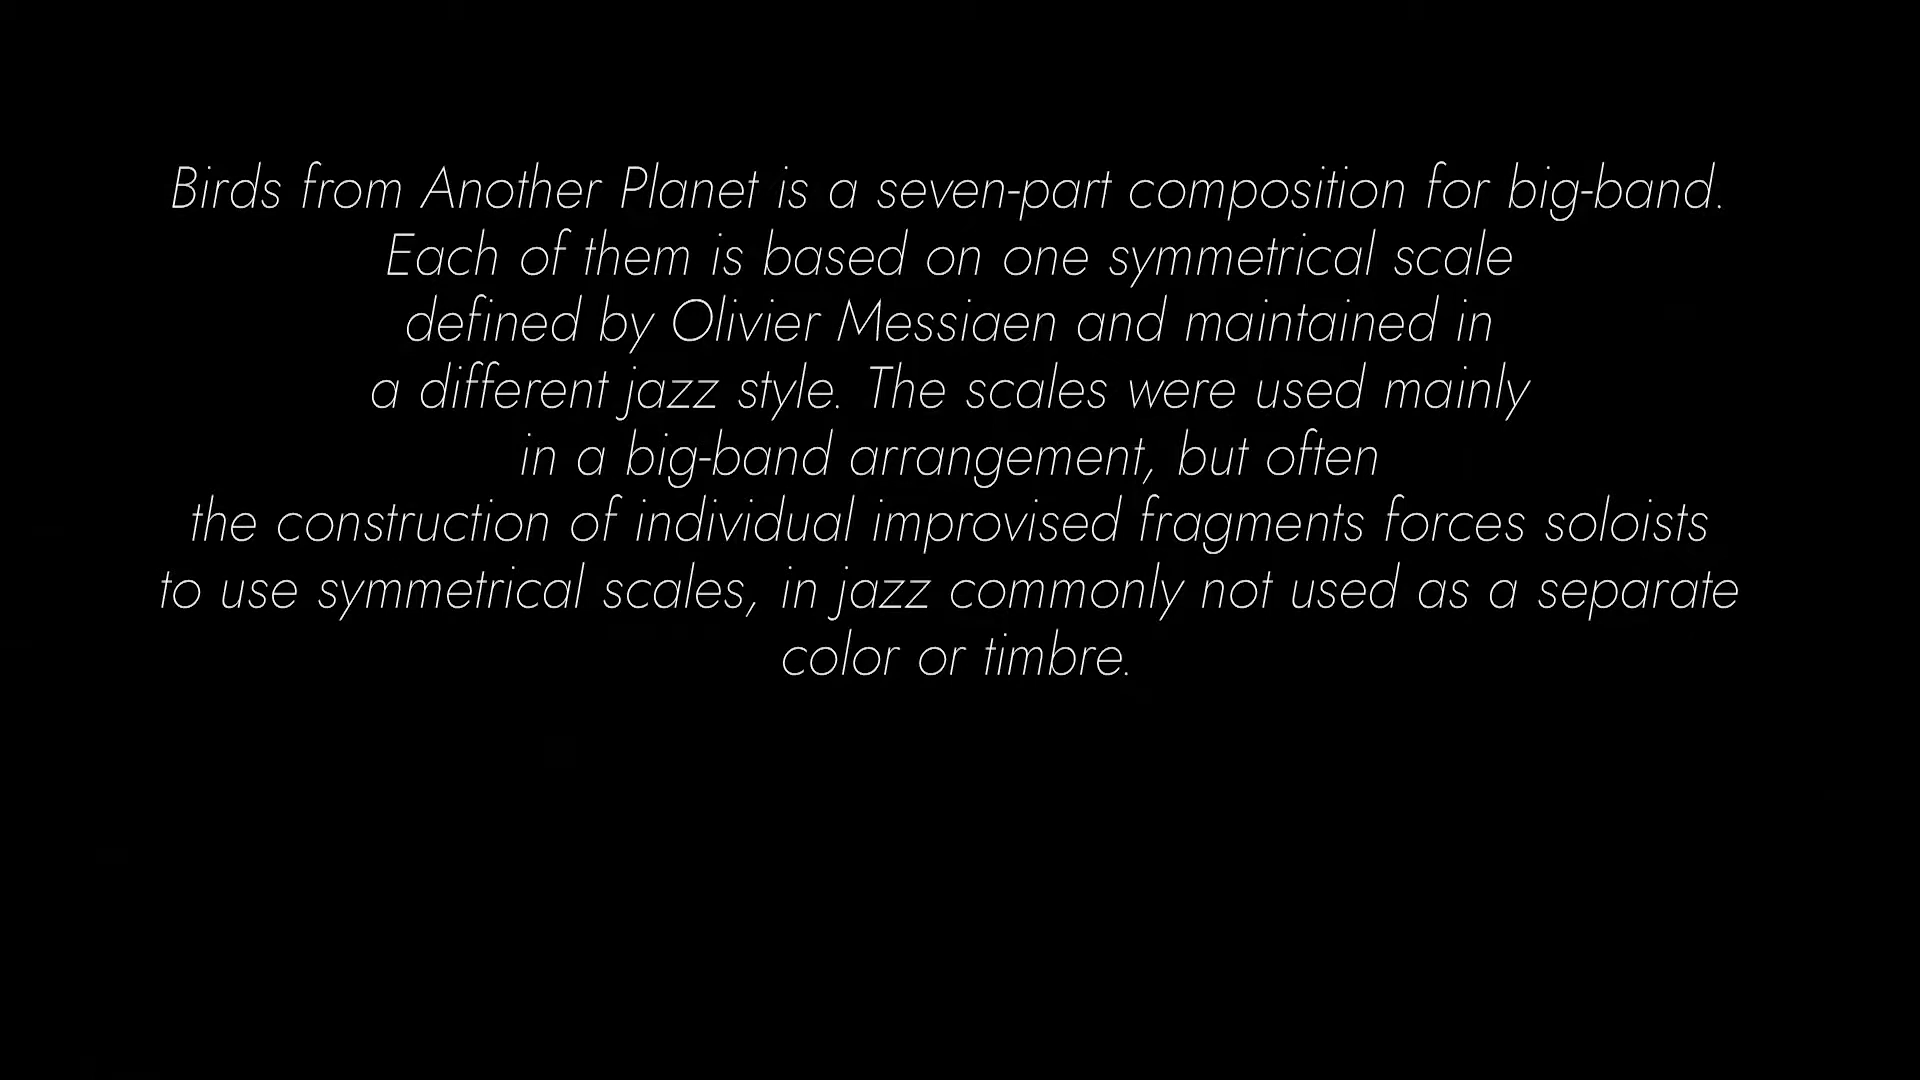 Birds from Another Planet is a seven-part composition for big-band.
Each of them is based on one symmetrical scale
defined by Olivier Messiaen and maintained in
a different jazz style. The scales were used mainly
in a big-band arrangement, but often
the construction of individual improvised fragments forces soloists
to use symmetrical scales, in jazz commonly not used as a separate
color or timbre.